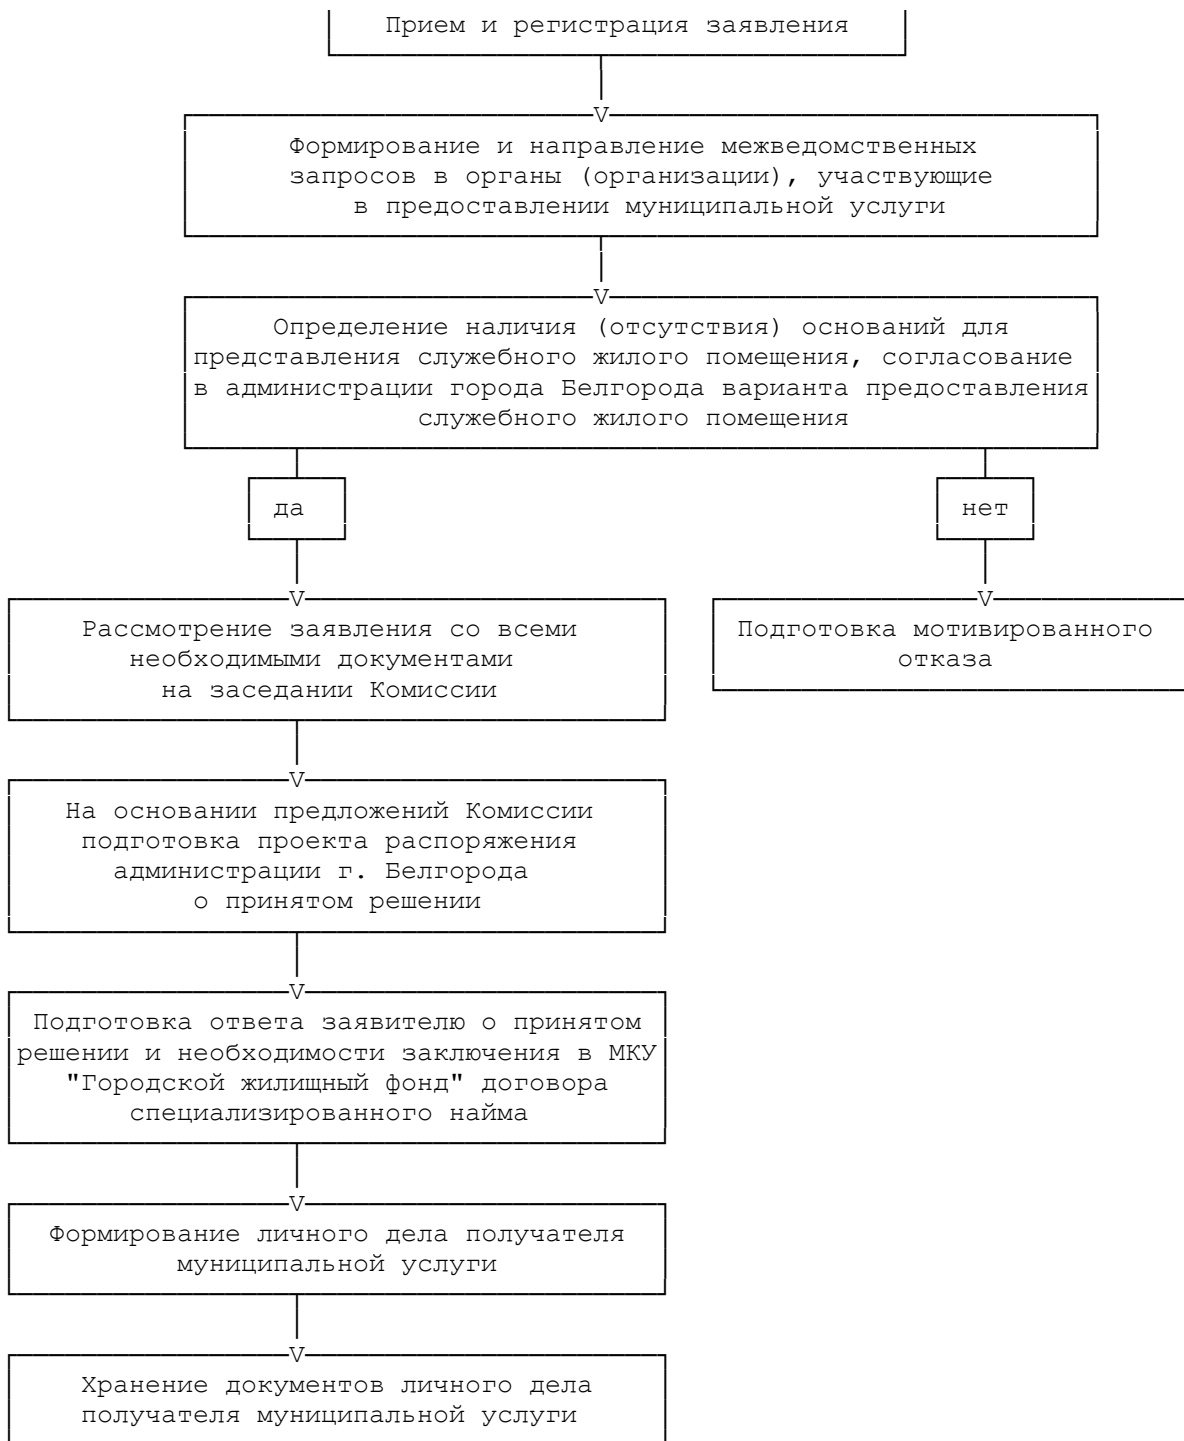 Прием и регистрация заявления
V
Формирование и направление межведомственных
запросов в органы (организации), участвующие
в предоставлении муниципальной услуги
V
Определение наличия (отсутствия) оснований для
представления служебного жилого помещения, согласование
в администрации города Белгорода варианта предоставления
служебного жилого помещения
да
нет
V
Рассмотрение заявления со всеми
необходимыми документами
на заседании Комиссии
V
Подготовка мотивированного
отказа
V
На основании предложений Комиссии
подготовка проекта распоряжения
администрации г. Белгорода
о принятом решении
V
Подготовка ответа заявителю о принятом
решении и необходимости заключения в МКУ
"Городской жилищный фонд" договора
специализированного найма
V
Формирование личного дела получателя
муниципальной услуги
V
Хранение документов личного дела
получателя муниципальной услуги